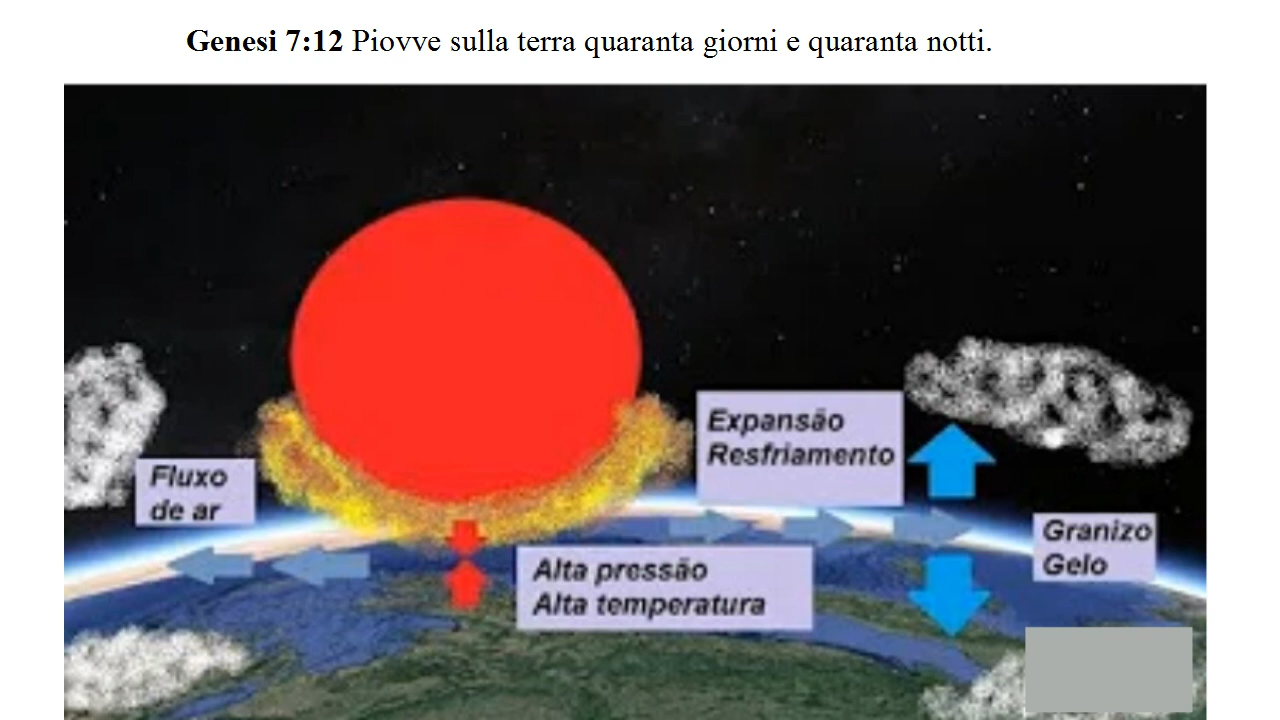 Genesi 7:12 Piovve sulla terra quaranta giorni e quaranta notti.
Expansão
Resfriamento
Fluxo
de ar
Granizo
Gelo
Alta pressão
Alta temperatura